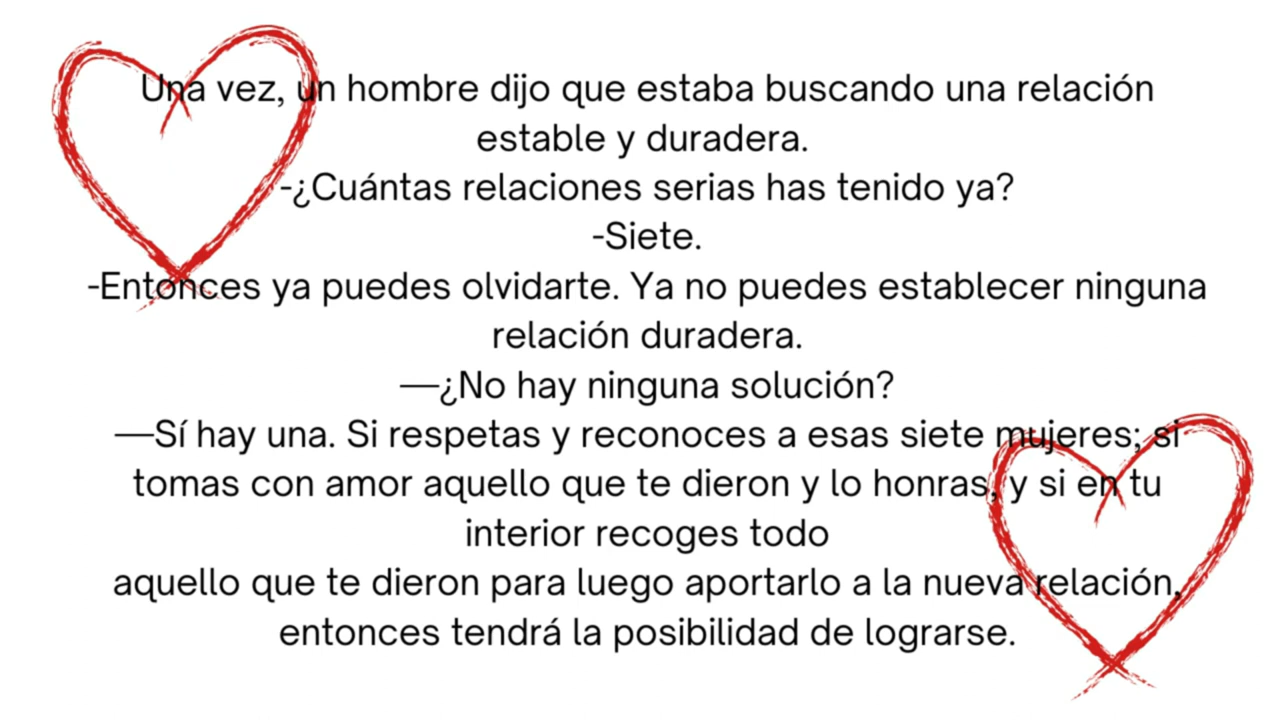 Una vez, un hombre dijo que estaba buscando una relación
estable y duradera.
-¿Cuántas relaciones serias has tenido ya?
-Siete.
-Entonces ya puedes olvidarte. Ya no puedes establecer ninguna
relación duradera.
—¿No hay ninguna solución?
—Sí hay una. Si respetas y reconoces a esas siete mujeres; si
tomas con amor aquello que te dieron y lo honras, y si en tu
interior recoges todo
aquello que te dieron para luego aportarlo a la nueva relación,
entonces tendrá la posibilidad de lograrse.